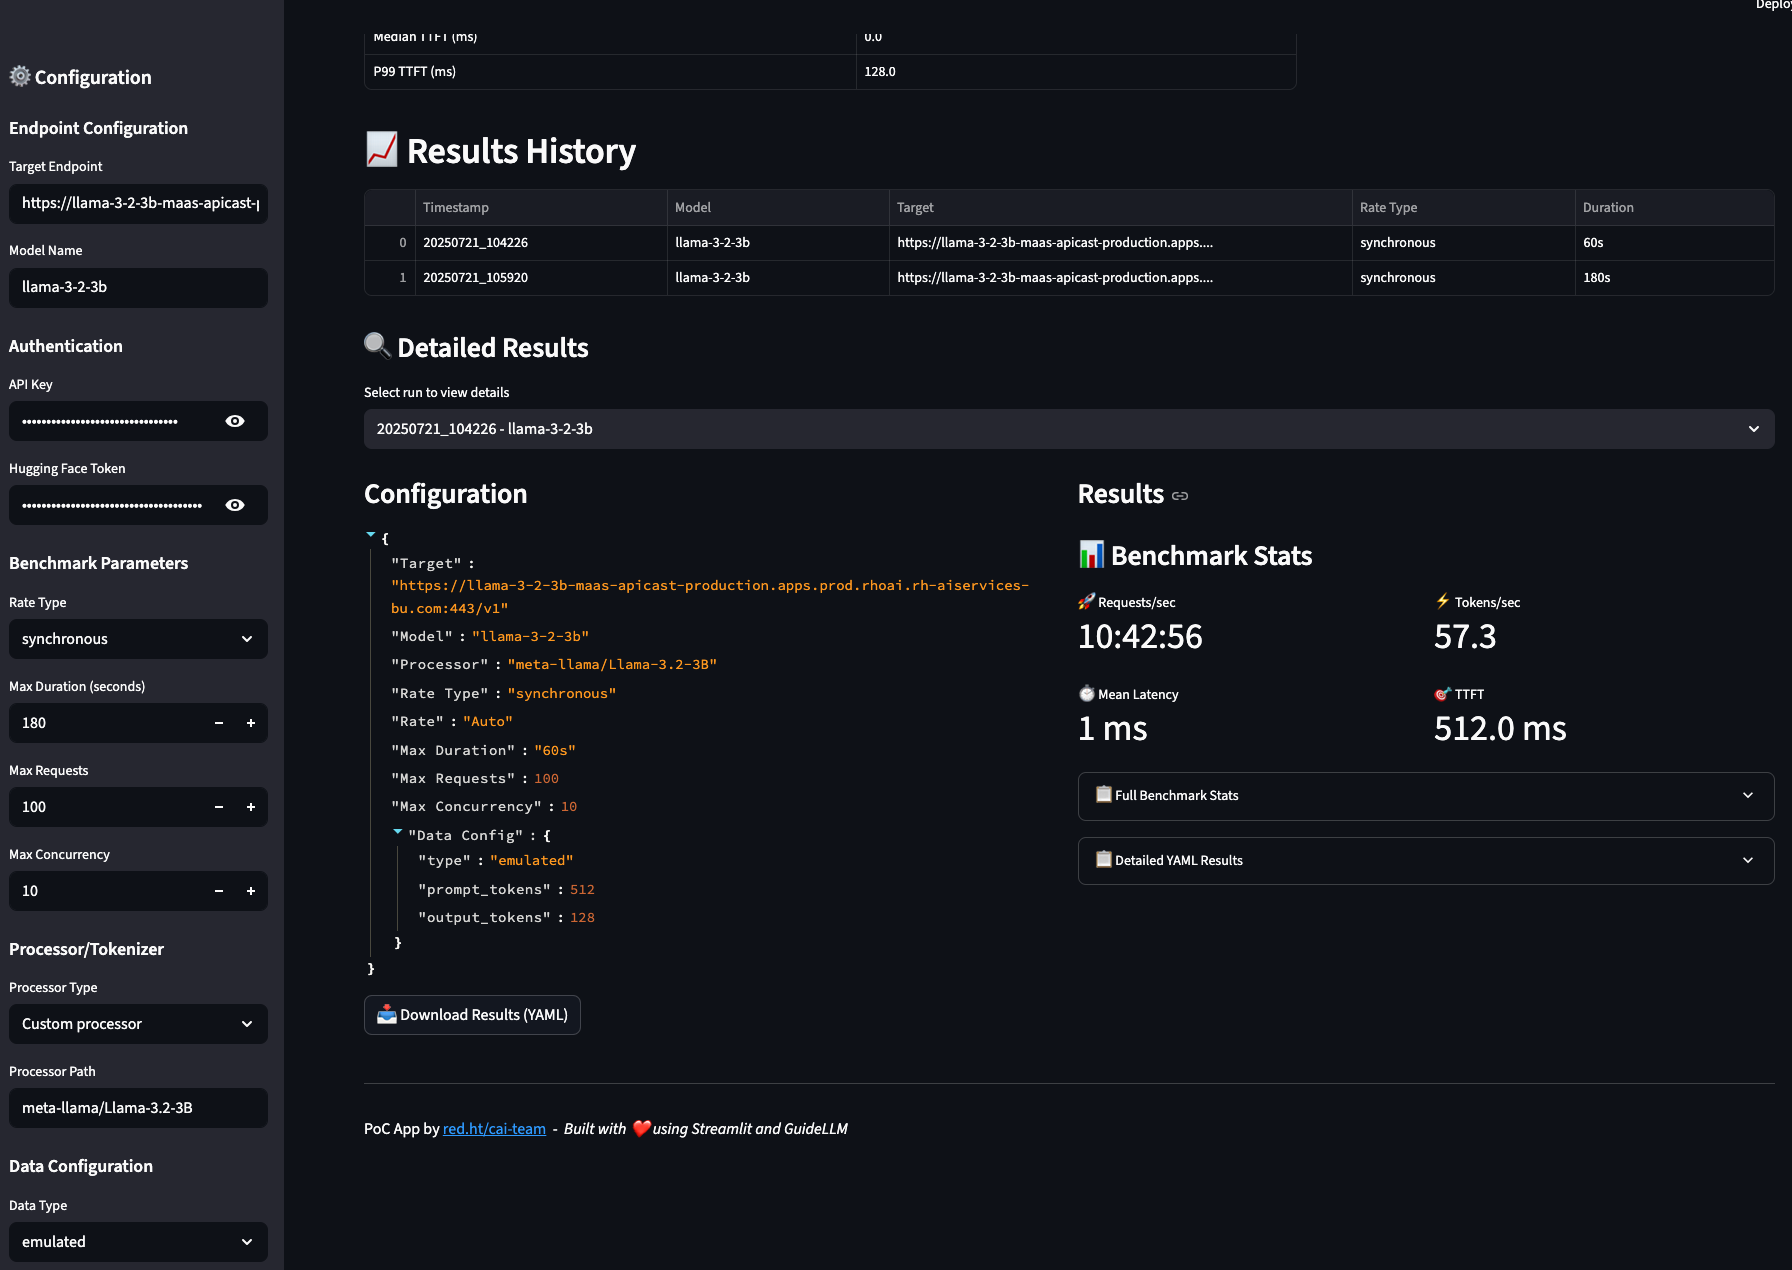 ⚙️ Configuration
Endpoint Configuration
Target Endpoint
https://llama-3-2-3b-maas-apicast-
Model Name
llama-3-2-3b
Authentication
API Key
••••••••••••••••••••••••••••••••
Hugging Face Token
•••••••••••••••••••••••••••••••••••••
Benchmark Parameters
Rate Type
synchronous
Max Duration (seconds)
180
Max Requests
100
Max Concurrency
10
Processor/Tokenizer
Processor Type
Custom processor
Processor Path
meta-llama/Llama-3.2-3B
Data Configuration
Data Type
emulated
Median TTFT (ms) 0.0
P99 TTFT (ms) 128.0
📈 Results History
Timestamp Model Target Rate Type Duration
0 20250721_104226 llama-3-2-3b https://llama-3-2-3b-maas-apicast-production.apps.... synchronous 60s
1 20250721_105920 llama-3-2-3b https://llama-3-2-3b-maas-apicast-production.apps.... synchronous 180s
🔍 Detailed Results
Select run to view details
20250721_104226 - llama-3-2-3b
Configuration
{
"Target" :
"https://llama-3-2-3b-maas-apicast-production.apps.prod.rhoai.rh-aiservices-
bu.com:443/v1"
"Model" : "llama-3-2-3b"
"Processor" : "meta-llama/Llama-3.2-3B"
"Rate Type" : "synchronous"
"Rate" : "Auto"
"Max Duration" : "60s"
"Max Requests" : 100
"Max Concurrency" : 10
"Data Config" : {
"type" : "emulated"
"prompt_tokens" : 512
"output_tokens" : 128
}
}
📥 Download Results (YAML)
Results
📊 Benchmark Stats
🚀 Requests/sec
10:42:56
⚡ Tokens/sec
57.3
⏱️ Mean Latency
1 ms
🎯 TTFT
512.0 ms
📋 Full Benchmark Stats
📋 Detailed YAML Results
PoC App by red.ht/cai-team - Built with ❤️ using Streamlit and GuideLLM